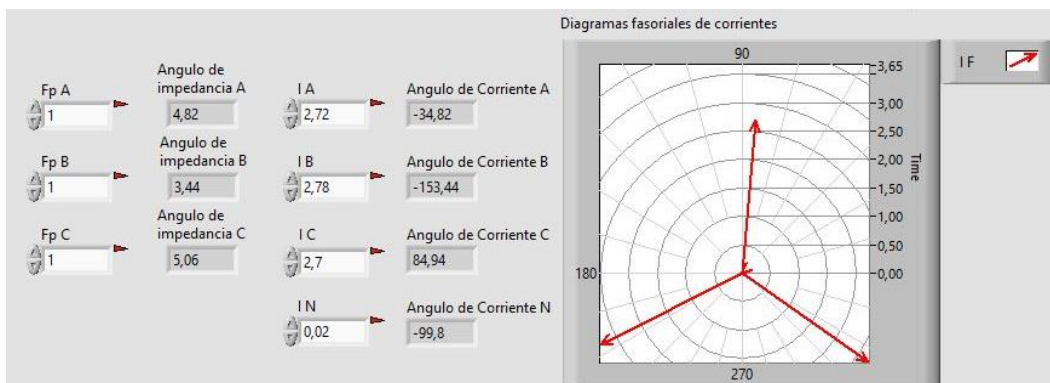 Diagramas fasoriales de corrientes
Fp A
1
Angulo de
impedancia A
4,82
I A
2,72
Angulo de Corriente A
-34,82
Fp B
1
Angulo de
impedancia B
3,44
I B
2,78
Angulo de Corriente B
-153,44
Fp C
1
Angulo de
impedancia C
5,06
I C
2,7
Angulo de Corriente C
84,94
I N
0,02
Angulo de Corriente N
-99,8
90
180
270
3,65
3,00
2,50
2,00
1,50
1,00
0,50
0,00
Time
I F